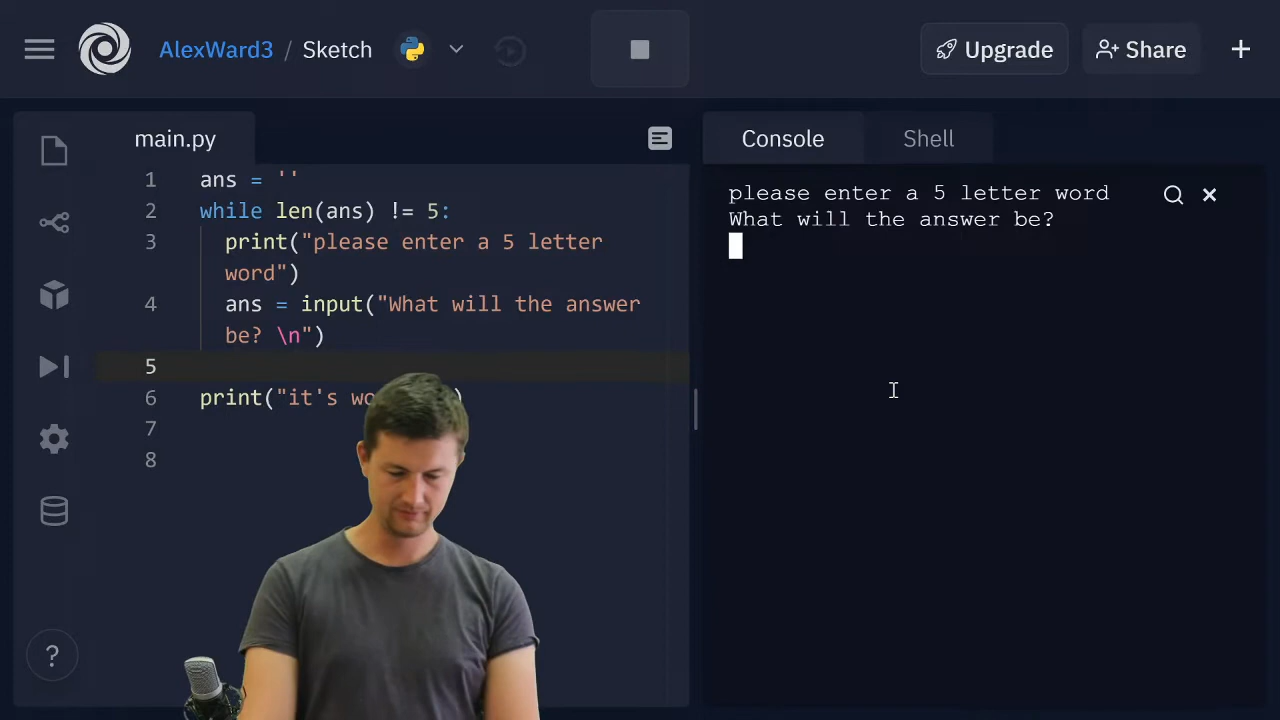 AlexWard3 / Sketch
Upgrade
Share
main.py
Console
Shell
1 ans = ''
2 while len(ans) != 5:
3 print("please enter a 5 letter
word")
4 ans = input("What will the answer
be? \n")
5
6 print("it's )
7
8
please enter a 5 letter word
What will the answer be?
?